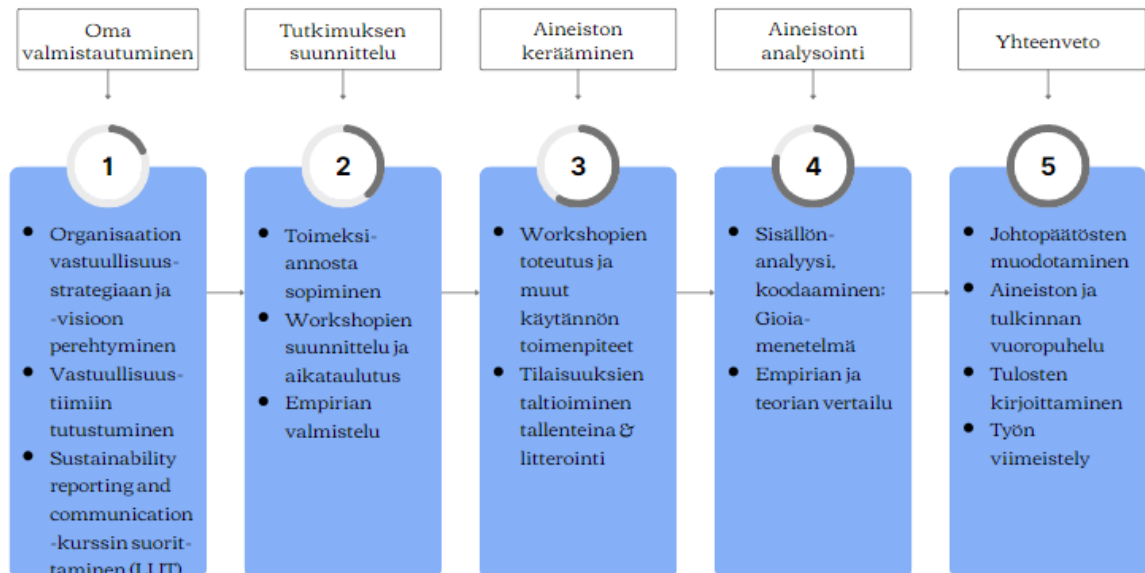 Oma
valmistautuminen
Tutkimuksen
suunnittelu
Aineiston
kerääminen
Aineiston
analysointi
Yhteenveto
1
• Organisaation
vastuullisuus-
strategiaan ja
-visioon
perehtyminen
• Vastuullisuus-
tiimiin
tutustuminen
• Sustainability
reporting and
communication
-kurssin suorit-
taminen (LUT)
2
• Toimeksi-
annosta
sopiminen
• Workshopien
suunnittelu ja
aikataulutus
• Empirian
valmistelu
3
• Workshopien
toteutus ja
muut
käytännön
toimenpiteet
• Tilaisuuksien
taltioiminen
tallenteina &
litterointi
4
• Sisällön-
analyysi,
koodaaminen:
Gioia-
menetelmä
• Empirian ja
teorian vertailu
5
• Johtopäätösten
muodotaminen
• Aineiston ja
tulkinnan
vuoropuhelu
• Tulosten
kirjoittaminen
• Työn
viimeistely